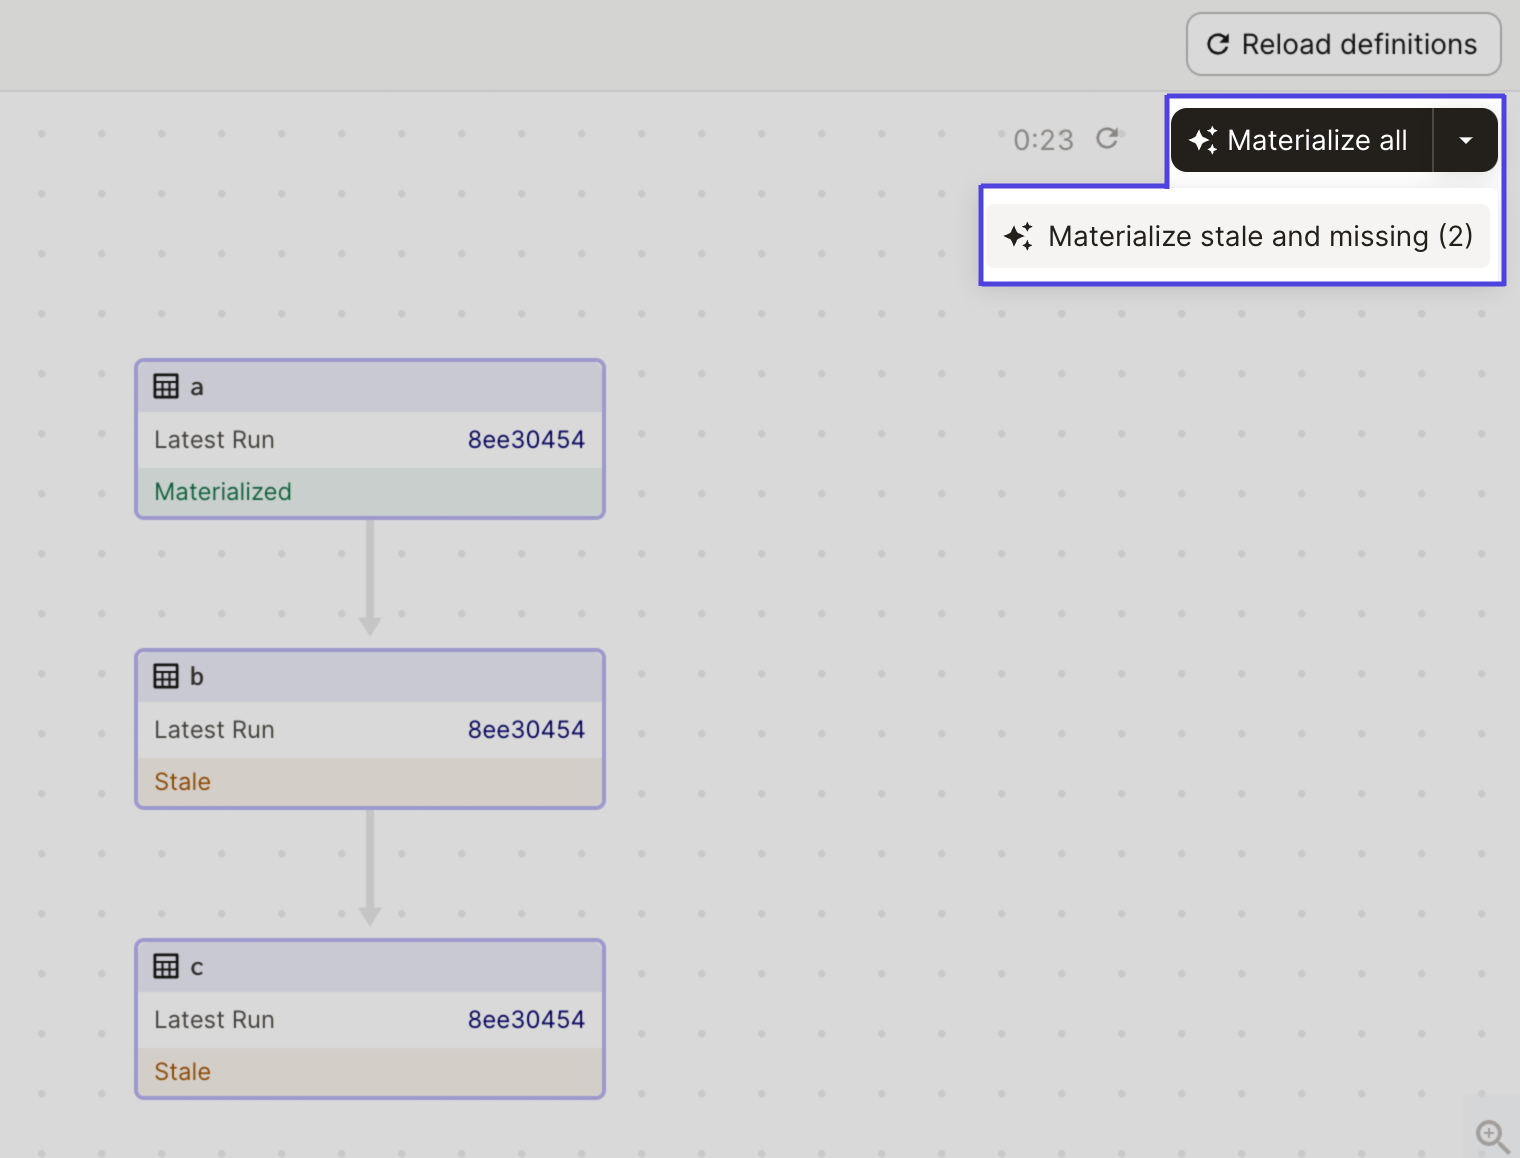 Reload definitions
0:23
Materialize all
Materialize stale and missing (2)
a
Latest Run 8ee30454
Materialized
b
Latest Run 8ee30454
Stale
c
Latest Run 8ee30454
Stale